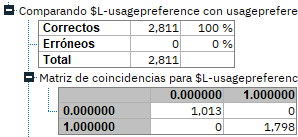 Comparando $L-usagepreference con usageprefere
Correctos 2,811 100 %
Erróneos 0 0 %
Total 2,811
Matriz de coincidencias para $L-usagepreferenc
0.000000 1.000000
0.000000 1,013 0
1.000000 0 1,798